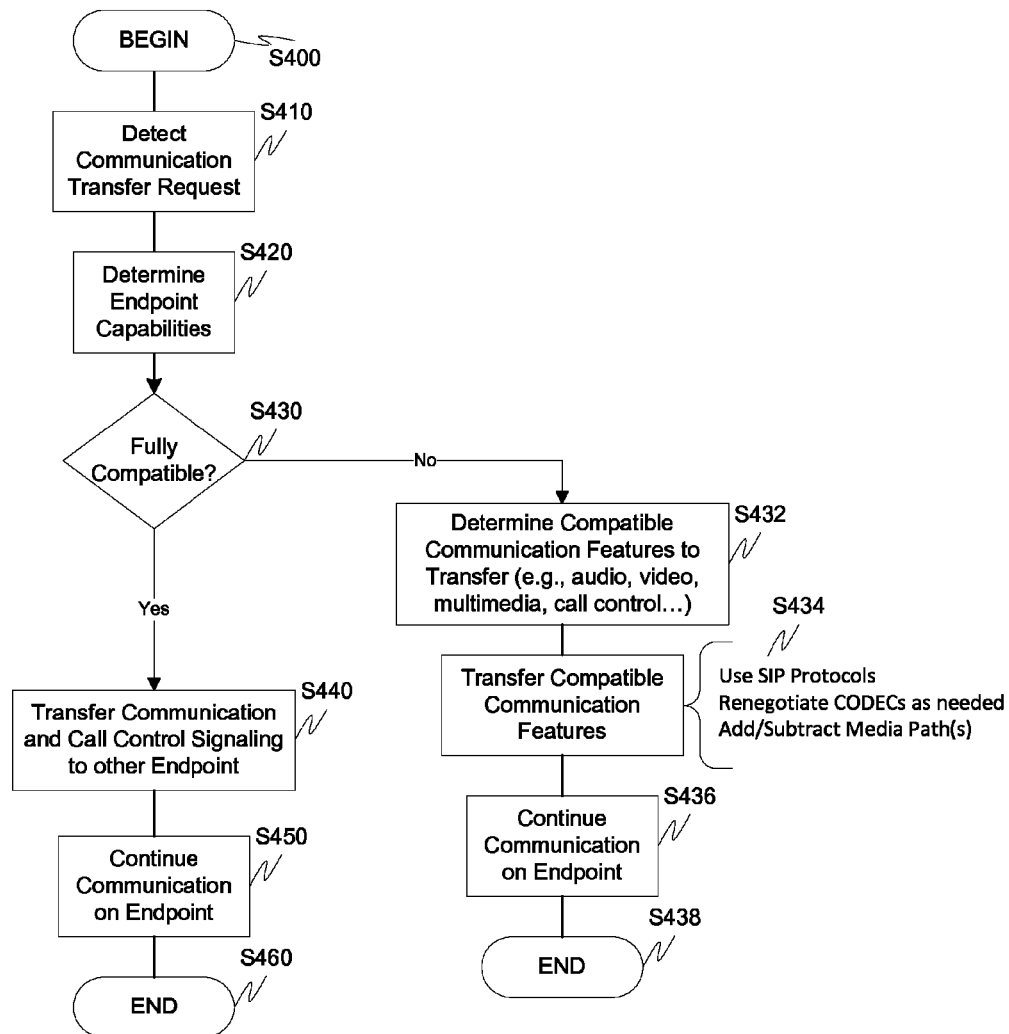 BEGIN
S400
S410
Detect
Communication
Transfer Request
S420
Determine
Endpoint
Capabilities
S430
Fully
Compatible?
No
Yes
S432
Determine Compatible
Communication Features to
Transfer (e.g., audio, video,
multimedia, call control...)
S434
Transfer Compatible
Communication
Features
Use SIP Protocols
Renegotiate CODECs as needed
Add/Subtract Media Path(s)
S440
Transfer Communication
and Call Control Signaling
to other Endpoint
S436
Continue
Communication
on Endpoint
S450
Continue
Communication
on Endpoint
S438
END
S460
END